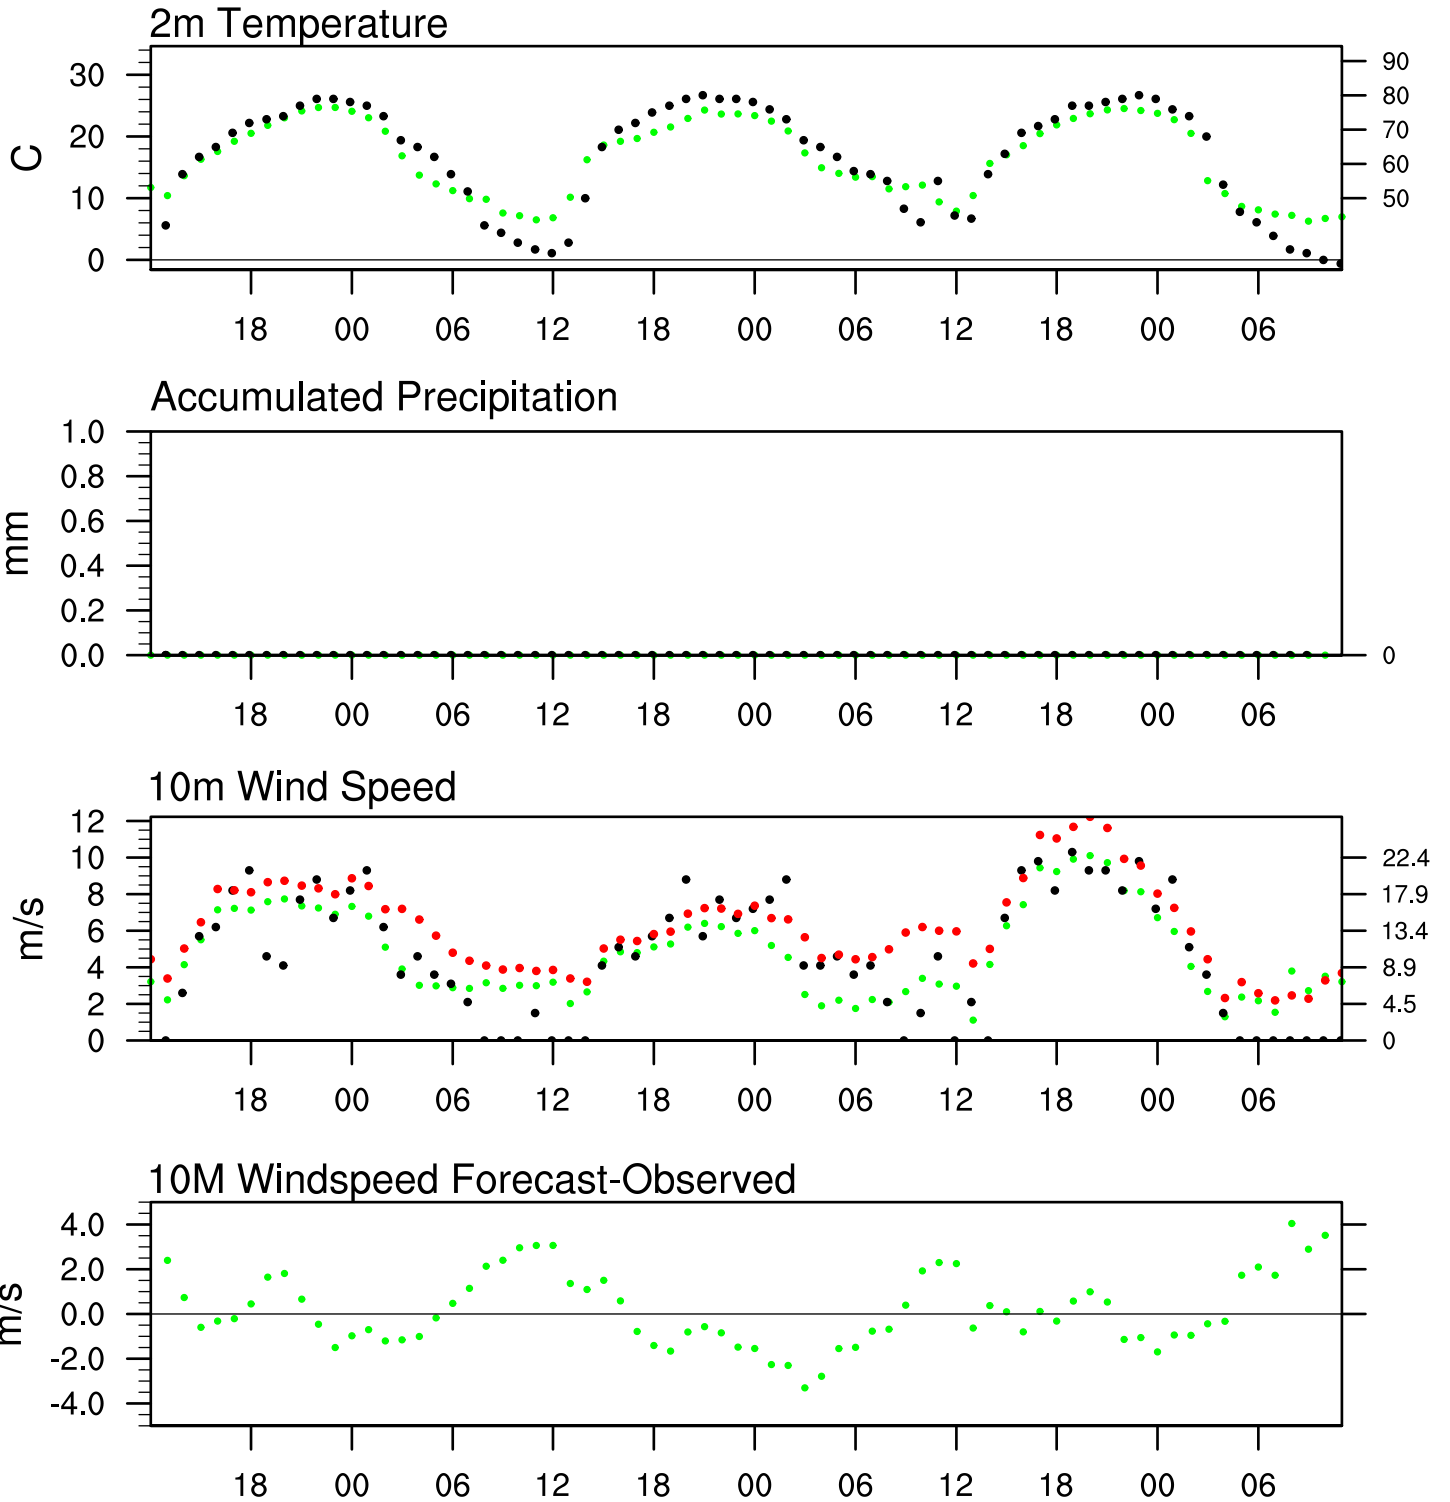 2m Temperature
30
20
10
0
C
90
80
70
60
50
18 00 06 12 18 00 06 12 18 00 06
Accumulated Precipitation
1.0
0.8
0.6
0.4
0.2
0.0
mm
0
18 00 06 12 18 00 06 12 18 00 06
10m Wind Speed
12
10
8
6
4
2
0
m/s
22.4
17.9
13.4
8.9
4.5
0
18 00 06 12 18 00 06 12 18 00 06
10M Windspeed Forecast-Observed
4.0
2.0
0.0
-2.0
-4.0
m/s
18 00 06 12 18 00 06 12 18 00 06